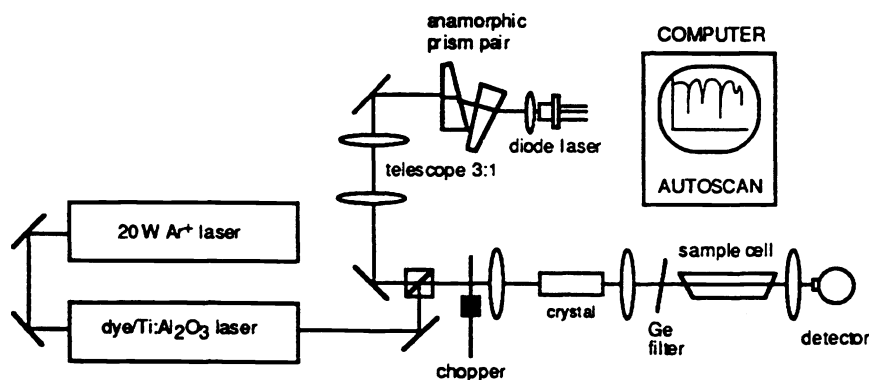 anamorphic
prism pair
COMPUTER
diode laser
telescope 3:1
AUTOSCAN
20 W Ar⁺ laser
sample cell
dye/Ti:Al₂O₃ laser
crystal
Ge
filter
detector
chopper